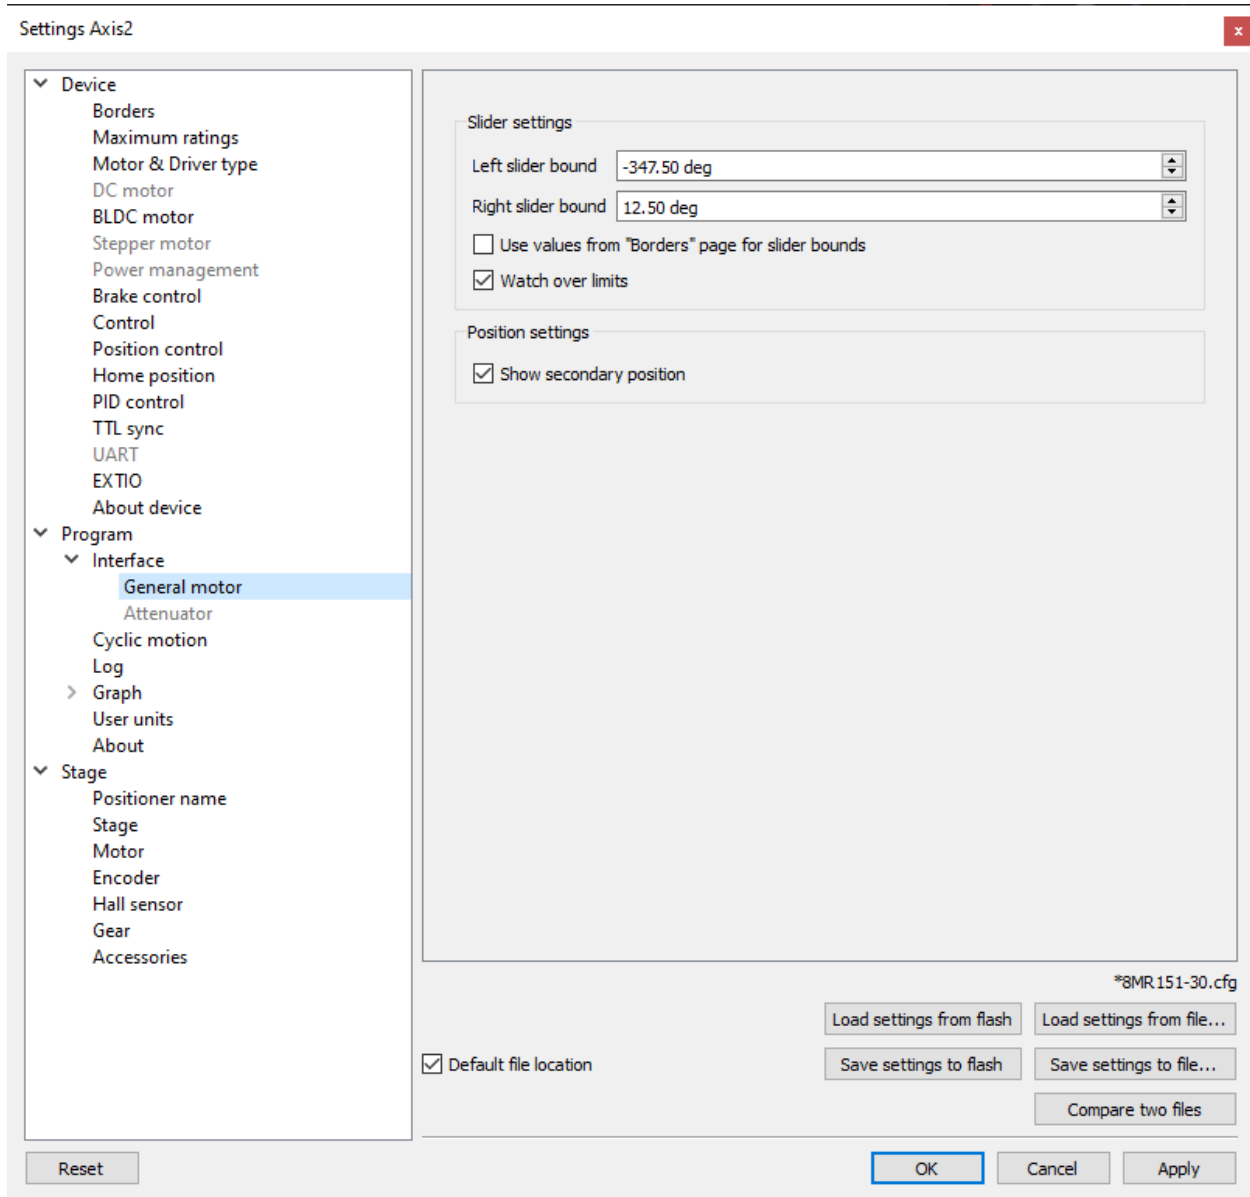 Settings Axis2
x
Device
Borders
Maximum ratings
Motor & Driver type
DC motor
BLDC motor
Stepper motor
Power management
Brake control
Control
Position control
Home position
PID control
TTL sync
UART
EXTIO
About device
Program
Interface
General motor
Attenuator
Cyclic motion
Log
Graph
User units
About
Stage
Positioner name
Stage
Motor
Encoder
Hall sensor
Gear
Accessories
Slider settings
Left slider bound -347.50 deg
Right slider bound 12.50 deg
Use values from "Borders" page for slider bounds
Watch over limits
Position settings
Show secondary position
*8MR151-30.cfg
Load settings from flash Load settings from file...
Default file location Save settings to flash Save settings to file...
Compare two files
Reset OK Cancel Apply